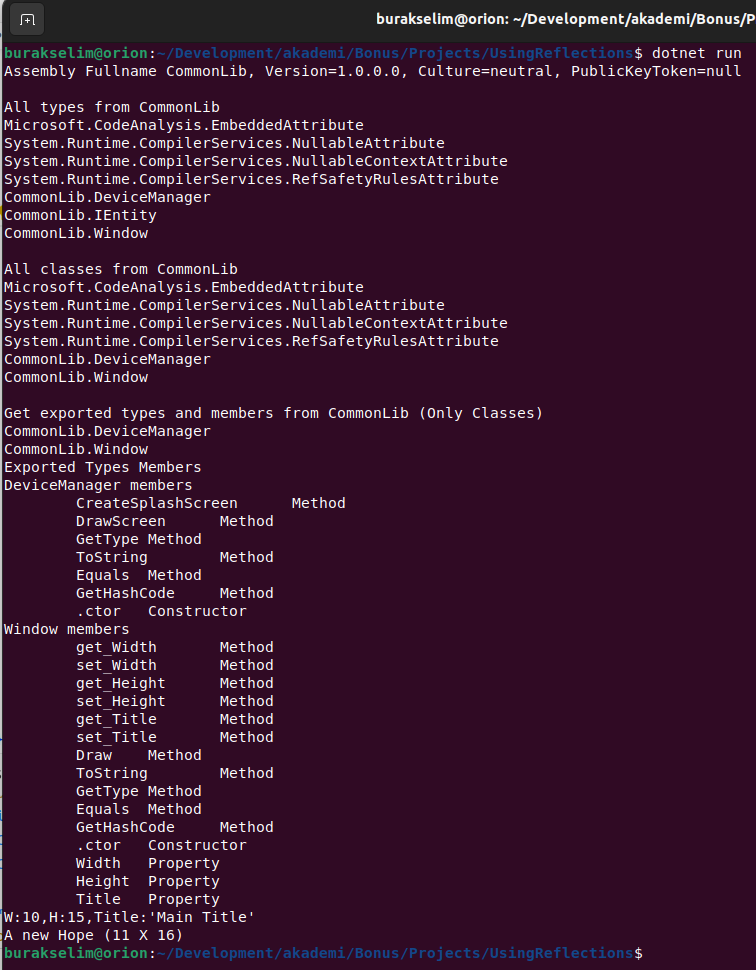 burakselim@orion: ~/Development/akademi/Bonus/P
burakselim@orion:~/Development/akademi/Bonus/Projects/UsingReflections$ dotnet run
Assembly Fullname CommonLib, Version=1.0.0.0, Culture=neutral, PublicKeyToken=null
All types from CommonLib
Microsoft.CodeAnalysis.EmbeddedAttribute
System.Runtime.CompilerServices.NullableAttribute
System.Runtime.CompilerServices.NullableContextAttribute
System.Runtime.CompilerServices.RefSafetyRulesAttribute
CommonLib.DeviceManager
CommonLib.IEntity
CommonLib.Window
All classes from CommonLib
Microsoft.CodeAnalysis.EmbeddedAttribute
System.Runtime.CompilerServices.NullableAttribute
System.Runtime.CompilerServices.NullableContextAttribute
System.Runtime.CompilerServices.RefSafetyRulesAttribute
CommonLib.DeviceManager
CommonLib.Window
Get exported types and members from CommonLib (Only Classes)
CommonLib.DeviceManager
CommonLib.Window
Exported Types Members
DeviceManager members
CreateSplashScreen Method
DrawScreen Method
GetType Method
ToString Method
Equals Method
GetHashCode Method
.ctor Constructor
Window members
get_Width Method
set_Width Method
get_Height Method
set_Height Method
get_Title Method
set_Title Method
Draw Method
ToString Method
GetType Method
Equals Method
GetHashCode Method
.ctor Constructor
Width Property
Height Property
Title Property
W:10,H:15,Title:'Main Title'
A new Hope (11 X 16)
burakselim@orion:~/Development/akademi/Bonus/Projects/UsingReflections$